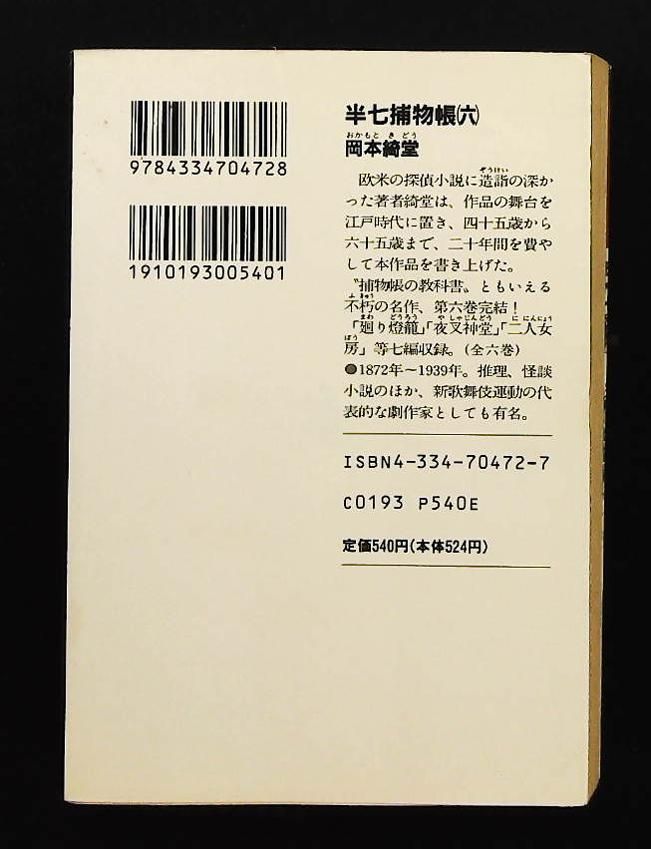 9784334704728
1910193005401
半七捕物帳(六)
おかもと き どう
岡本綺堂
ぞうけい
欧米の探偵小説に造詣の深か
った著者綺堂は、作品の舞台を
江戸時代に置き、四十五歳から
六十五歳まで、二十年間を費や
して本作品を書き上げた。
〝捕物帳の教科書〟ともいえる
ふ きゅう
不朽の名作、第六巻完結！
まわ どうろう や しゃじんどう に にんにょう
「廻り燈籠」「夜叉神堂」「二人女
ぼう
房」等七編収録。(全六巻)
●1872年〜1939年。推理、怪談
小説のほか、新歌舞伎運動の代
表的な劇作家としても有名。
ISBN4-334-70472-7
C0193 P540E
定価540円(本体524円)